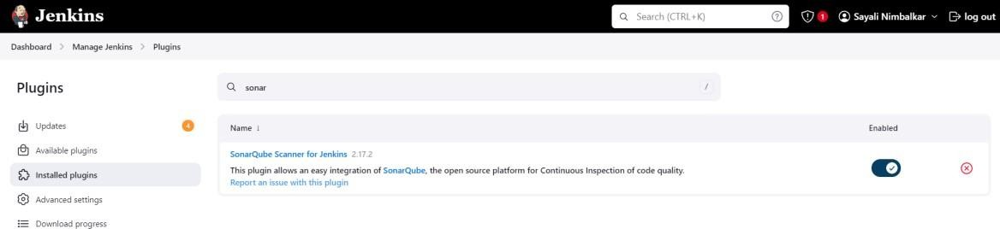 Jenkins
Search (CTRL+K)
?
1
Sayali Nimbalkar
log out
Dashboard > Manage Jenkins > Plugins
Plugins
sonar
/
Updates
4
Available plugins
Installed plugins
Advanced settings
Download progress
Name ↓
Enabled
SonarQube Scanner for Jenkins 2.17.2
This plugin allows an easy integration of SonarQube, the open source platform for Continuous Inspection of code quality.
Report an issue with this plugin